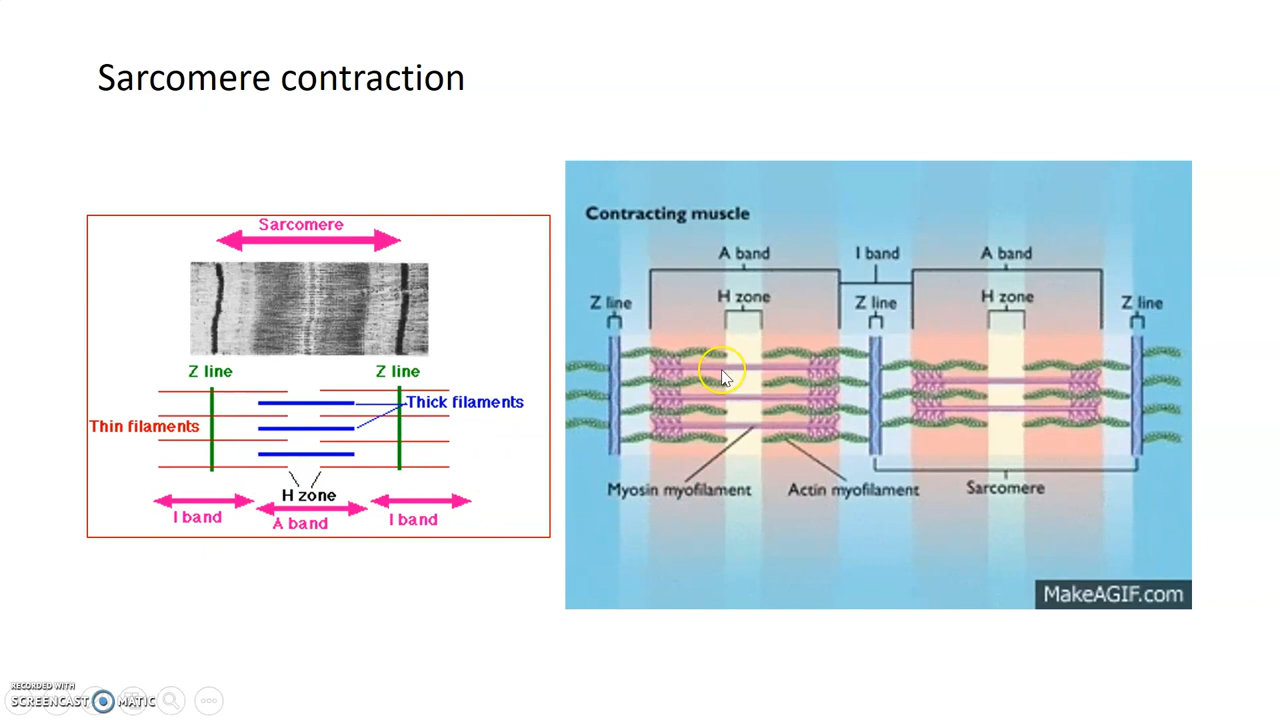 Sarcomere contraction
Sarcomere
Z line
Z line
Thick filaments
Thin filaments
H zone
I band
A band
I band
Contracting muscle
A band
I band
A band
H zone
H zone
Z line
Z line
Z line
Myosin myofilament
Actin myofilament
Sarcomere
MakeAGIF.com
RECORDED WITH
SCREENCAST MATIC